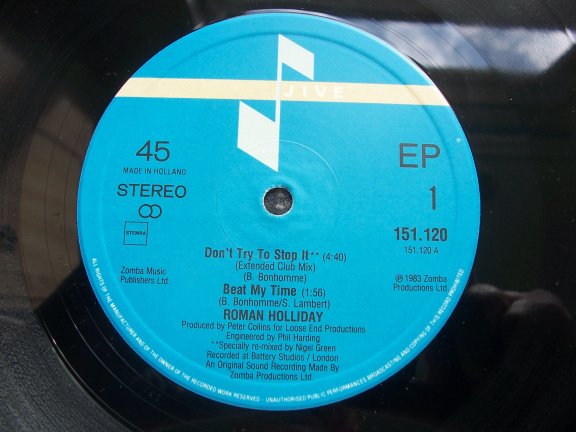 JIVE
45
MADE IN HOLLAND
STEREO
STEMRA
EP
1
151.120
151.120 A
Zomba Music
Publishers Ltd.
℗ 1983 Zomba
Productions Ltd.
Don't Try To Stop It** (4:40)
(Extended Club Mix)
(B. Bonhomme)
Beat My Time (1:56)
(B. Bonhomme/S. Lambert)
ROMAN HOLLIDAY
Produced by Peter Collins for Loose End Productions
Engineered by Phil Harding
**Specially re-mixed by Nigel Green
Recorded at Battery Studios / London
An Original Sound Recording Made By
Zomba Productions Ltd.
ALL RIGHTS OF THE MANUFACTURER AND OF THE OWNER OF THE RECORDED WORK RESERVED - UNAUTHORISED PUBLIC PERFORMANCES BROADCASTING AND COPYING OF THIS RECORD PROHIBITED